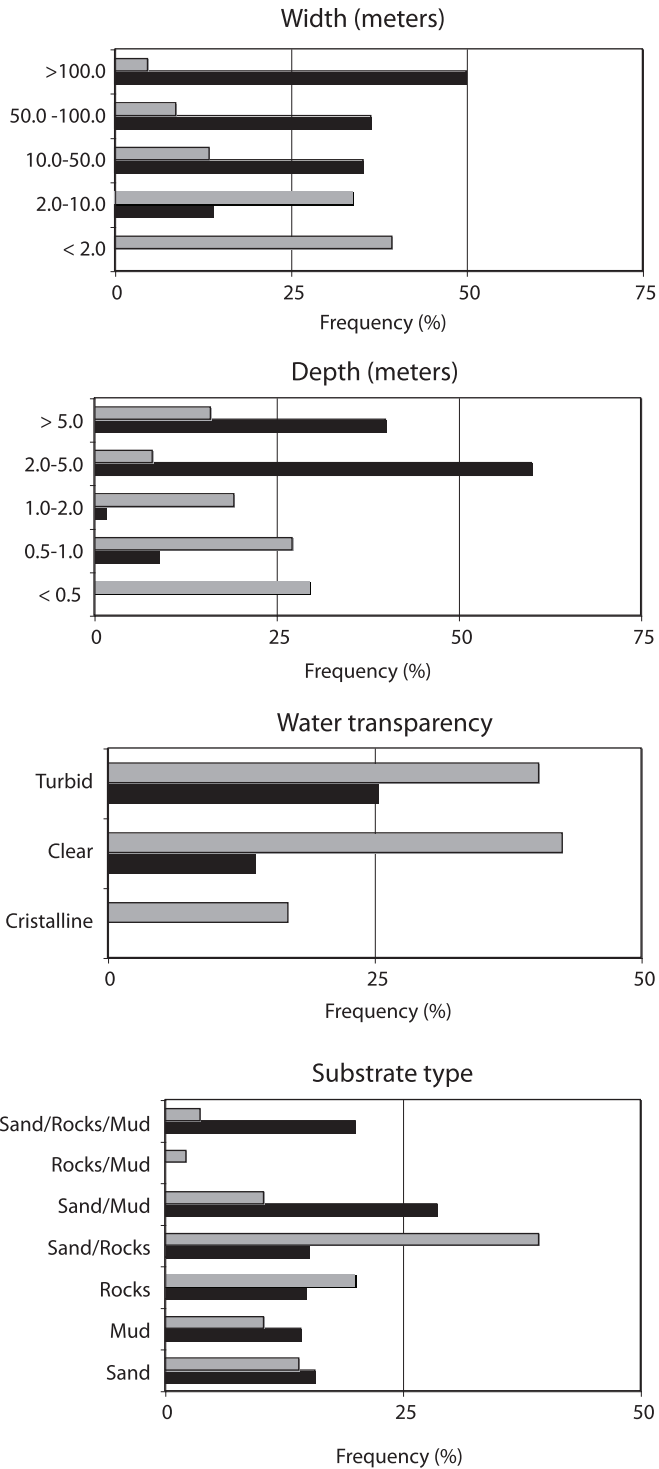 Width (meters)
>100.0
50.0 -100.0
10.0-50.0
2.0-10.0
< 2.0
0 25 50 75
Frequency (%)
Depth (meters)
> 5.0
2.0-5.0
1.0-2.0
0.5-1.0
< 0.5
0 25 50 75
Frequency (%)
Water transparency
Turbid
Clear
Cristalline
0 25 50
Frequency (%)
Substrate type
Sand/Rocks/Mud
Rocks/Mud
Sand/Mud
Sand/Rocks
Rocks
Mud
Sand
0 25 50
Frequency (%)